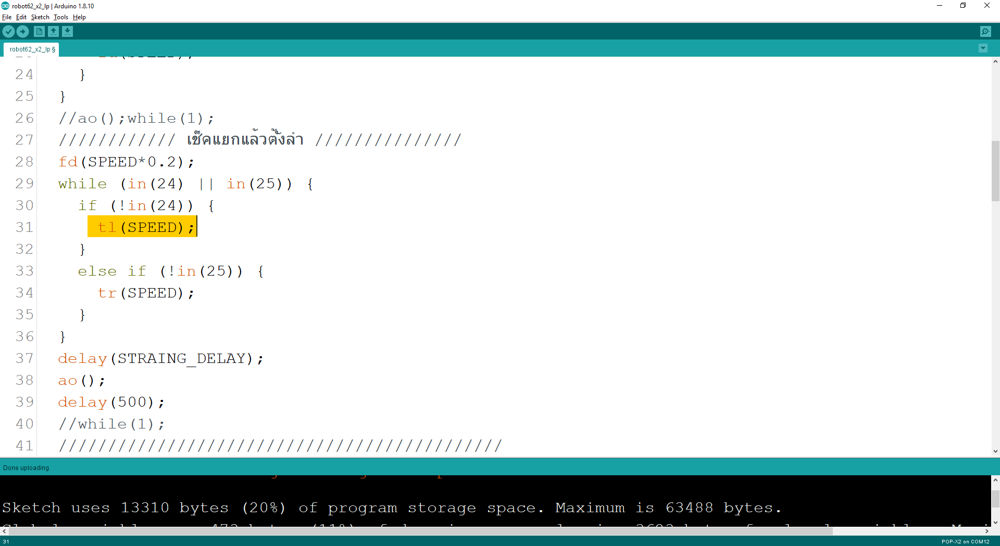 robot62_x2_lp | Arduino 1.8.10
File Edit Sketch Tools Help
robot62_x2_lp §
24 }
25 }
26 //ao();while(1);
27 //////////// เช็คแยกแล้วตั้งลำ ///////////////
28 fd(SPEED*0.2);
29 while (in(24) || in(25)) {
30 if (!in(24)) {
31 tl(SPEED);
32 }
33 else if (!in(25)) {
34 tr(SPEED);
35 }
36 }
37 delay(STRAING_DELAY);
38 ao();
39 delay(500);
40 //while(1);
41 /////////////////////////////////////////////
Done uploading.
Sketch uses 13310 bytes (20%) of program storage space. Maximum is 63488 bytes.
31
POP-X2 on COM12